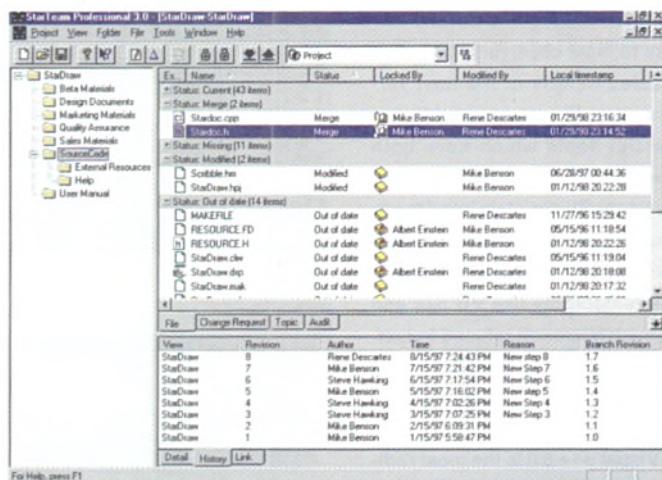 StarTeam Professional 3.0 - [StarDraw-StarDraw]
Project View Folder File Tools Window Help
Project
StarDraw
Beta Materials
Design Documents
Marketing Materials
Quality Assurance
Sales Materials
SourceCode
External Resources
Help
User Manual
Ex... Name Status Locked By Modified By Local timestamp
Status: Current (43 items)
Status: Merge (2 items)
Stardoc.cpp Merge Mike Benson Rene Descartes 01/29/98 23:16:34
Stardoc.h Merge Mike Benson Rene Descartes 01/29/98 23:14:52
Status: Missing (11 items)
Status: Modified (2 items)
Scribble.hm Modified Mike Benson 06/28/97 00:44:36
StarDraw.hpj Modified Mike Benson 01/12/98 20:22:28
Status: Out of date (14 items)
MAKEFILE Out of date Rene Descartes 11/27/96 15:29:42
RESOURCE.FD Out of date Albert Einstein Mike Benson 05/15/96 11:18:54
RESOURCE.H Out of date Albert Einstein Mike Benson 01/12/98 20:22:26
StarDraw.clw Out of date Rene Descartes 05/15/96 11:19:04
StarDraw.dsp Out of date Albert Einstein Rene Descartes 01/12/98 20:18:08
StarDraw.mak Out of date Rene Descartes 01/12/98 20:17:32
File Change Request Topic Audit
View Revision Author Time Reason Branch Revision
StarDraw 8 Rene Descartes 8/15/97 7:24:43 PM New step 8 1.7
StarDraw 7 Mike Benson 7/15/97 7:21:42 PM New Step 7 1.6
StarDraw 6 Steve Hawking 6/15/97 7:17:54 PM New Step 6 1.5
StarDraw 5 Mike Benson 5/15/97 7:16:02 PM New step 5 1.4
StarDraw 4 Steve Hawking 4/15/97 7:02:26 PM New Step 4 1.3
StarDraw 3 Steve Hawking 3/15/97 7:07:25 PM New Step 3 1.2
StarDraw 2 Mike Benson 2/15/97 6:09:31 PM 1.1
StarDraw 1 Mike Benson 1/15/97 5:58:47 PM 1.0
Detail History Link
For Help, press F1